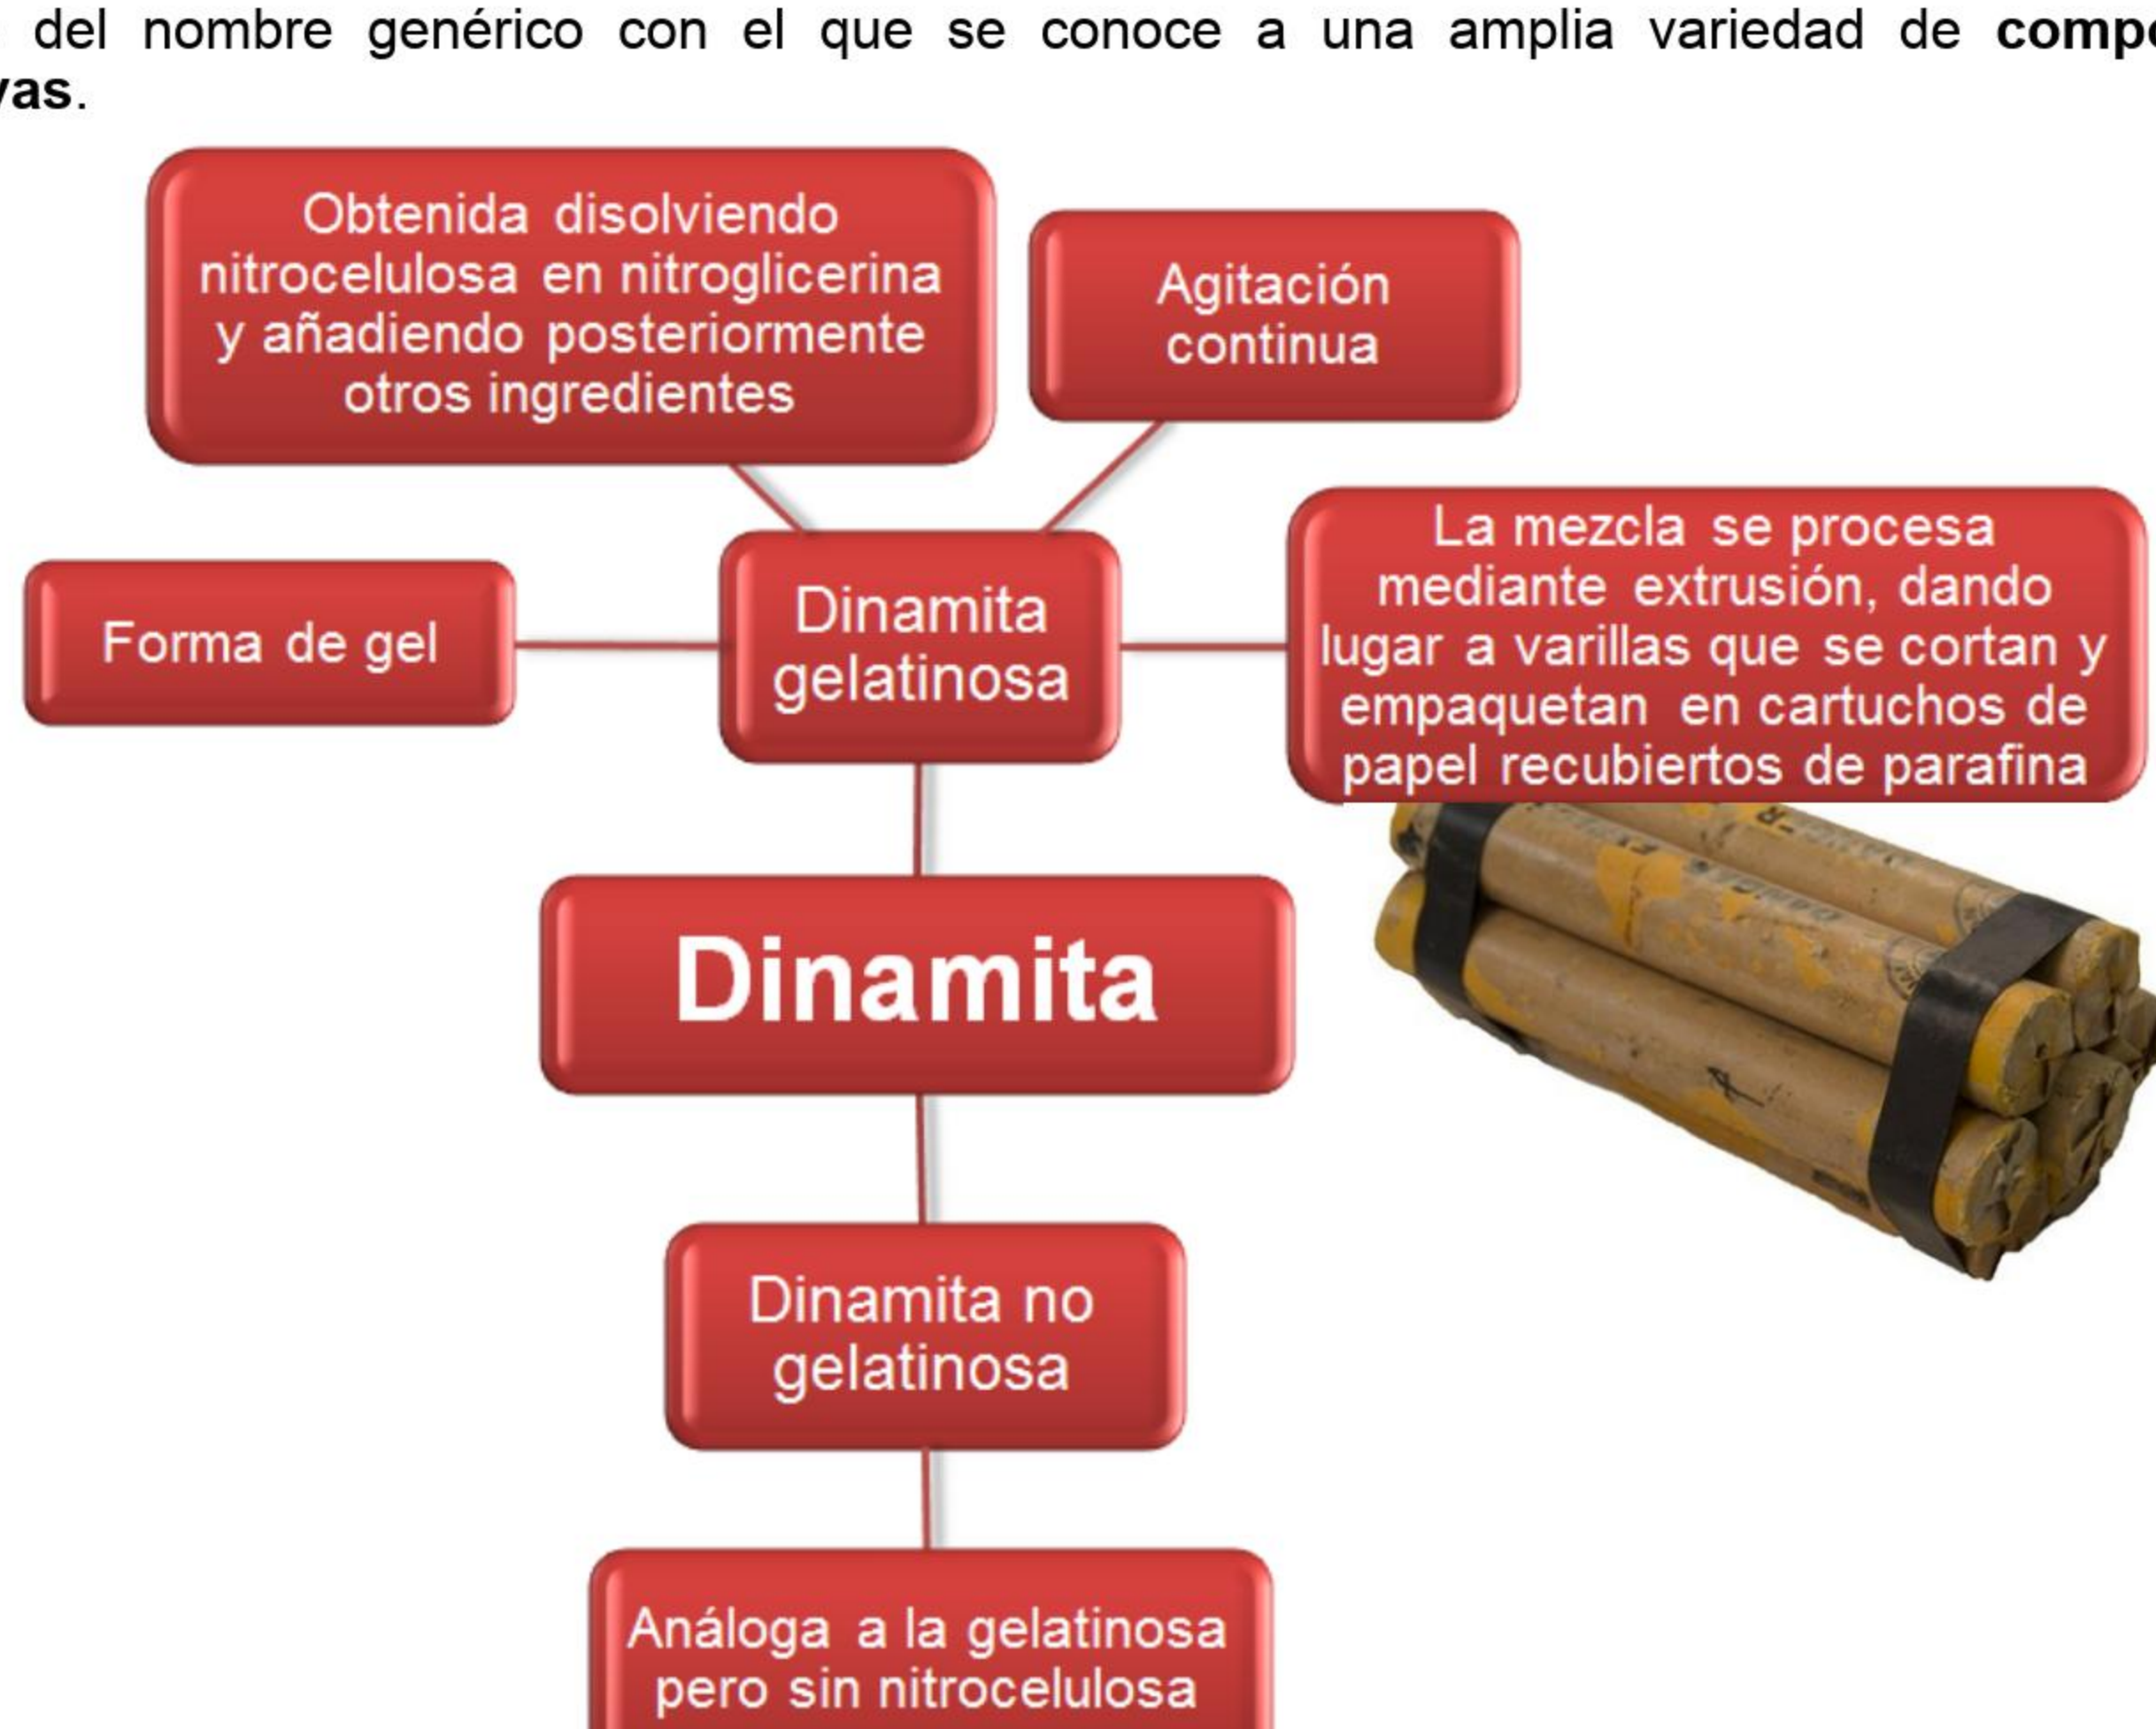 del nombre genérico con el que se conoce a una amplia variedad de
Obtenida disolviendo
nitrocelulosa en nitroglicerina
y añadiendo posteriormente
otros ingredientes
Agitación
continua
Forma de gel
Dinamita
gelatinosa
La mezcla se procesa
mediante extrusión, dando
lugar a varillas que se cortan y
empaquetan en cartuchos de
papel recubiertos de parafina
Dinamita
Dinamita no
gelatinosa
Análoga a la gelatinosa
pero sin nitrocelulosa